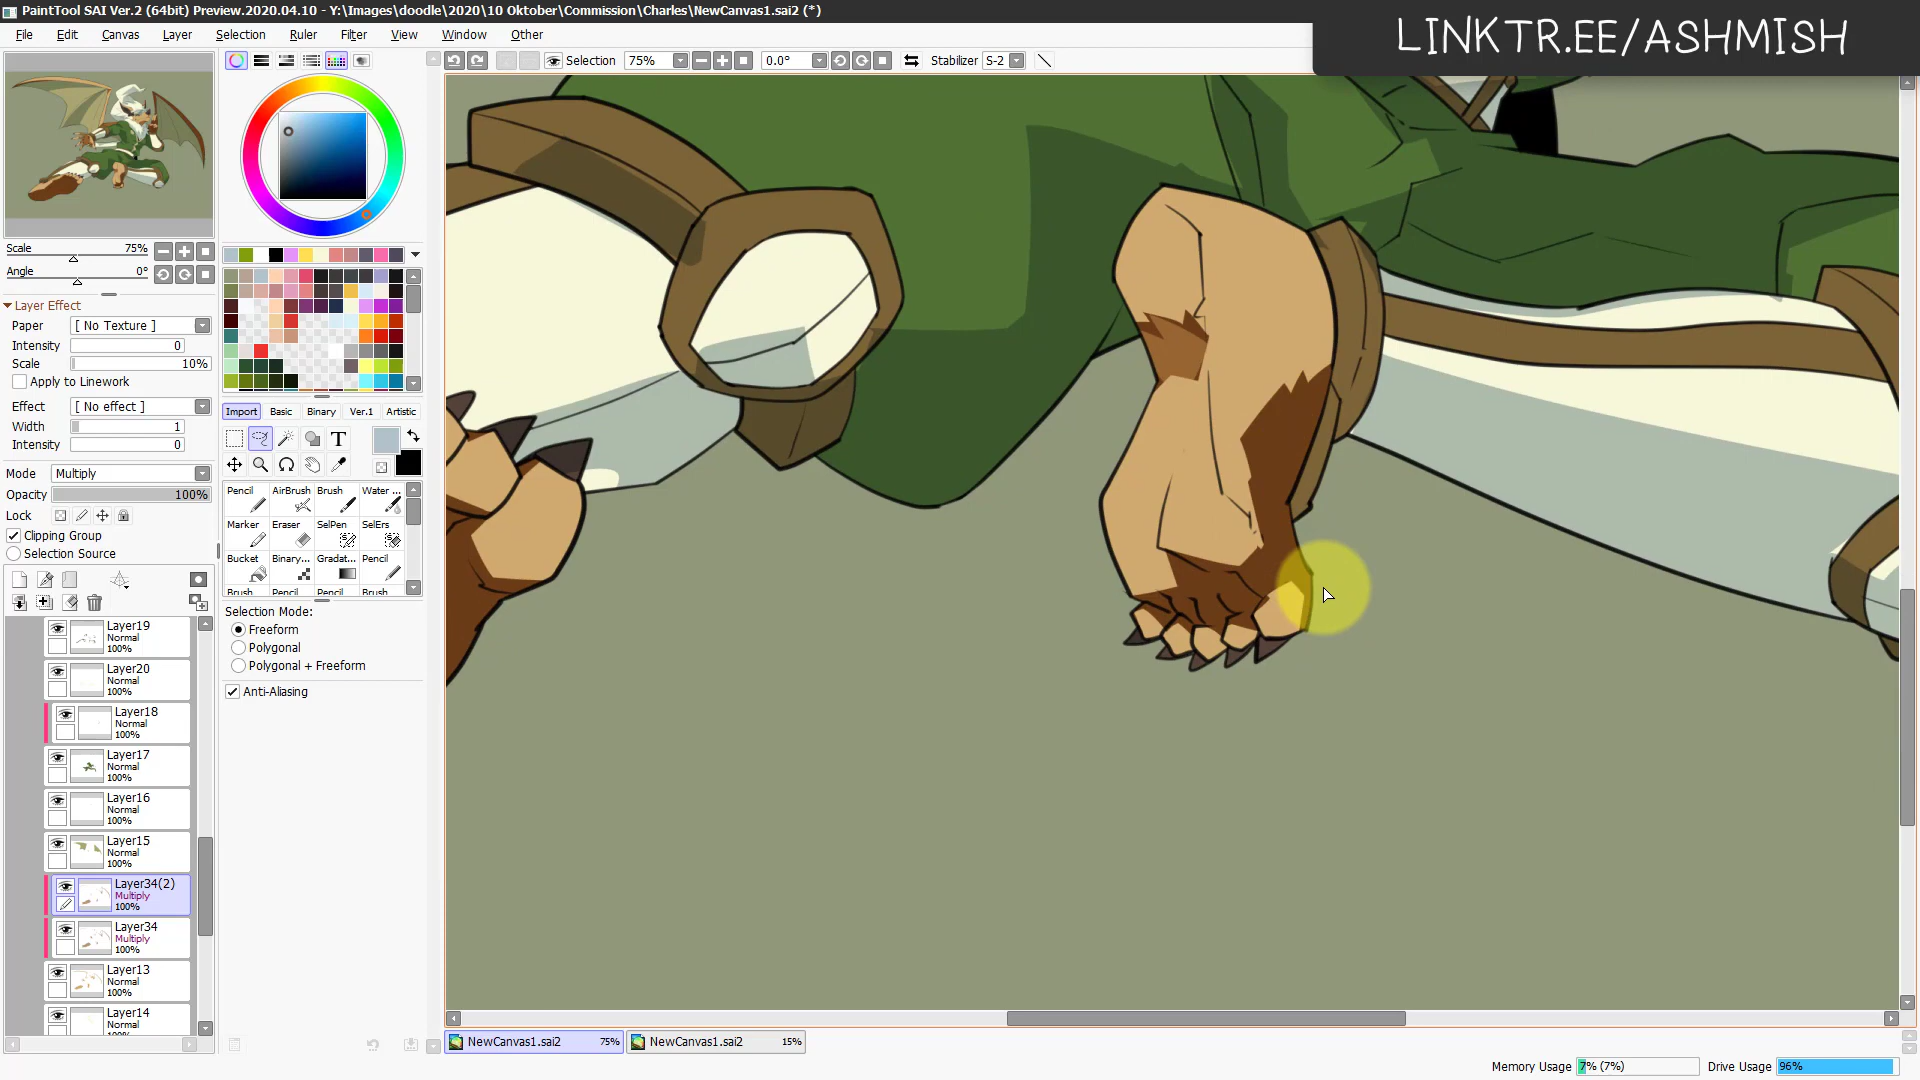 PaintTool SAI Ver.2 (64bit) Preview.2020.04.10 - Y:\Images\doodle\2020\10 Oktober\Commission\Charles\NewCanvas1.sai2 (*)
LINKTR.EE/ASHMISH
File Edit Canvas Layer Selection Ruler Filter View Window Other
Selection 75% 0.0° Stabilizer S-2
Scale 75%
Angle 0°
Layer Effect
Paper [ No Texture ]
Intensity 0
Scale 10%
Apply to Linework
Effect [ No effect ]
Width 1
Intensity 0
Mode Multiply
Opacity 100%
Lock
Clipping Group
Selection Source
Layer19
Normal
100%
Layer20
Normal
100%
Layer18
Normal
100%
Layer17
Normal
100%
Layer16
Normal
100%
Layer15
Normal
100%
Layer34(2)
Multiply
100%
Layer34
Multiply
100%
Layer13
Normal
100%
Layer14
Normal
Import Basic Binary Ver.1 Artistic
T
Pencil AirBrush Brush Water ...
Marker Eraser SelPen SelErs
Bucket Binary... Gradat... Pencil
Brush Pencil Pencil Brush
Selection Mode:
Freeform
Polygonal
Polygonal + Freeform
Anti-Aliasing
NewCanvas1.sai2 75% NewCanvas1.sai2 15%
Memory Usage 7% (7%) Drive Usage 96%